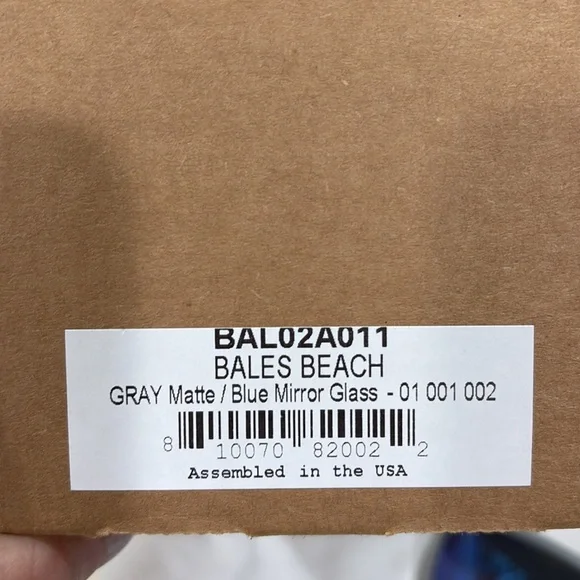 BAL02A011
BALES BEACH
GRAY Matte / Blue Mirror Glass - 01 001 002
8 10070 82002 2
Assembled in the USA